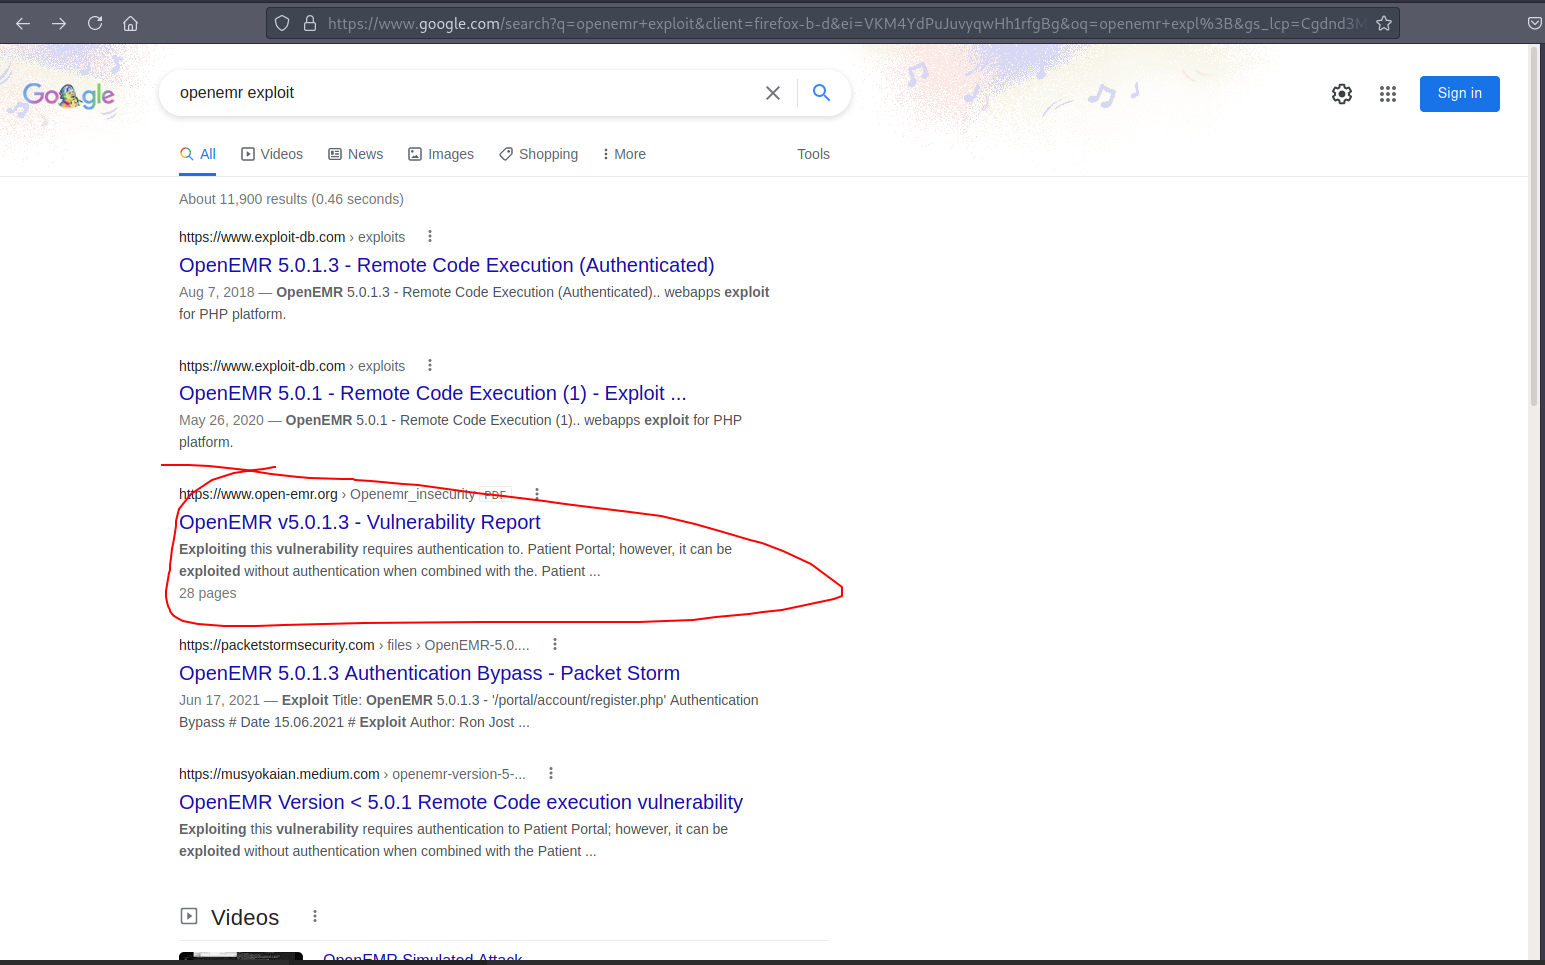 https://www.google.com/search?q=openemr+exploit&client=firefox-b-d&ei=VKM4YdPuJuvyqwHh1rfgBg&oq=openemr+expl%3B&gs_lcp=Cgdnd3M
Google
openemr exploit
Sign in
All Videos News Images Shopping More Tools
About 11,900 results (0.46 seconds)
https://www.exploit-db.com › exploits
OpenEMR 5.0.1.3 - Remote Code Execution (Authenticated)
Aug 7, 2018 — OpenEMR 5.0.1.3 - Remote Code Execution (Authenticated).. webapps exploit
for PHP platform.
https://www.exploit-db.com › exploits
OpenEMR 5.0.1 - Remote Code Execution (1) - Exploit ...
May 26, 2020 — OpenEMR 5.0.1 - Remote Code Execution (1).. webapps exploit for PHP
platform.
https://www.open-emr.org › Openemr_insecurity PDF
OpenEMR v5.0.1.3 - Vulnerability Report
Exploiting this vulnerability requires authentication to. Patient Portal; however, it can be
exploited without authentication when combined with the. Patient ...
28 pages
https://packetstormsecurity.com › files › OpenEMR-5.0....
OpenEMR 5.0.1.3 Authentication Bypass - Packet Storm
Jun 17, 2021 — Exploit Title: OpenEMR 5.0.1.3 - '/portal/account/register.php' Authentication
Bypass # Date 15.06.2021 # Exploit Author: Ron Jost ...
https://musyokaian.medium.com › openemr-version-5-...
OpenEMR Version < 5.0.1 Remote Code execution vulnerability
Exploiting this vulnerability requires authentication to Patient Portal; however, it can be
exploited without authentication when combined with the Patient ...
Videos
OpenEMR Simulated Attack